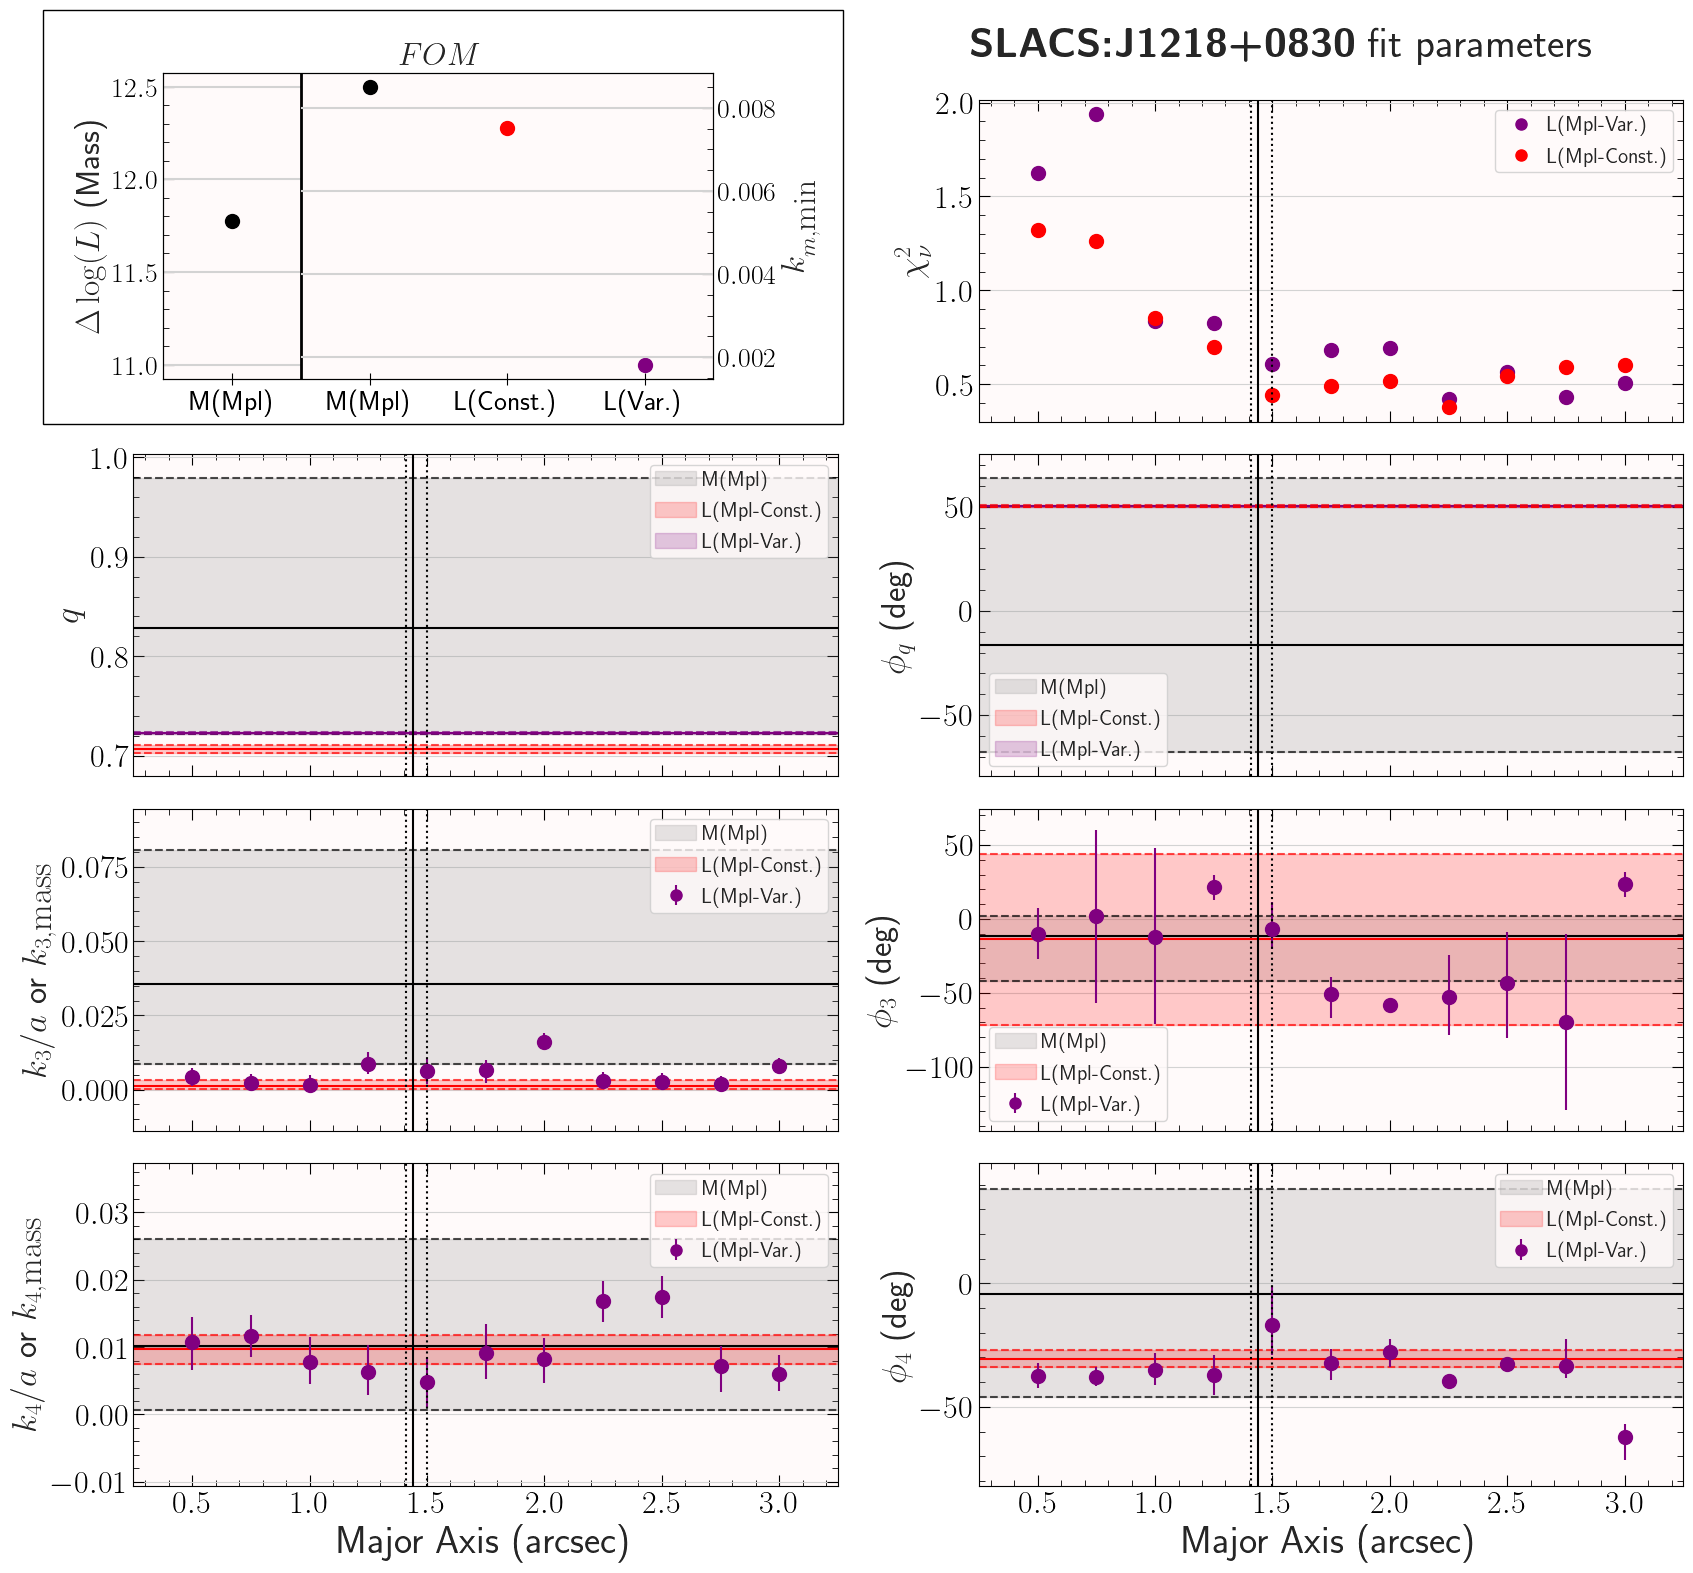 SLACS:J1218+0830 fit parameters
FOM
Δ log(L) (Mass)
12.5
12.0
11.5
11.0
0.008
0.006
0.004
0.002
k_{m,min}
M(Mpl) M(Mpl) L(Const.) L(Var.)
χ²_ν
2.0
1.5
1.0
0.5
L(Mpl-Var.)
L(Mpl-Const.)
q
1.0
0.9
0.8
0.7
M(Mpl)
L(Mpl-Const.)
L(Mpl-Var.)
ϕ_q (deg)
50
0
−50
M(Mpl)
L(Mpl-Const.)
L(Mpl-Var.)
k₃/a or k_{3,mass}
0.075
0.050
0.025
0.000
M(Mpl)
L(Mpl-Const.)
L(Mpl-Var.)
ϕ₃ (deg)
50
0
−50
−100
M(Mpl)
L(Mpl-Const.)
L(Mpl-Var.)
k₄/a or k_{4,mass}
0.03
0.02
0.01
0.00
−0.01
M(Mpl)
L(Mpl-Const.)
L(Mpl-Var.)
0.5 1.0 1.5 2.0 2.5 3.0
Major Axis (arcsec)
ϕ₄ (deg)
0
−50
M(Mpl)
L(Mpl-Const.)
L(Mpl-Var.)
0.5 1.0 1.5 2.0 2.5 3.0
Major Axis (arcsec)